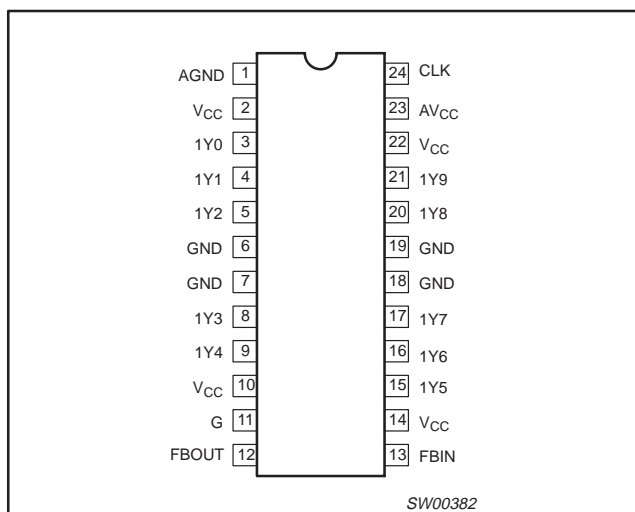 AGND 1 24 CLK
VCC 2 23 AVCC
1Y0 3 22 VCC
1Y1 4 21 1Y9
1Y2 5 20 1Y8
GND 6 19 GND
GND 7 18 GND
1Y3 8 17 1Y7
1Y4 9 16 1Y6
VCC 10 15 1Y5
G 11 14 VCC
FBOUT 12 13 FBIN
SW00382